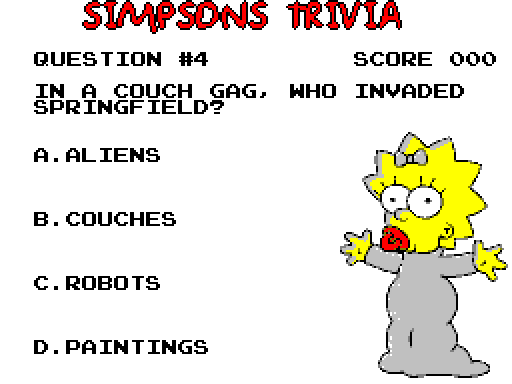 SIMPSONS TRIVIA
QUESTION #4 SCORE 000
IN A COUCH GAG, WHO INVADED
SPRINGFIELD?
A.ALIENS
B.COUCHES
C.ROBOTS
D.PAINTINGS